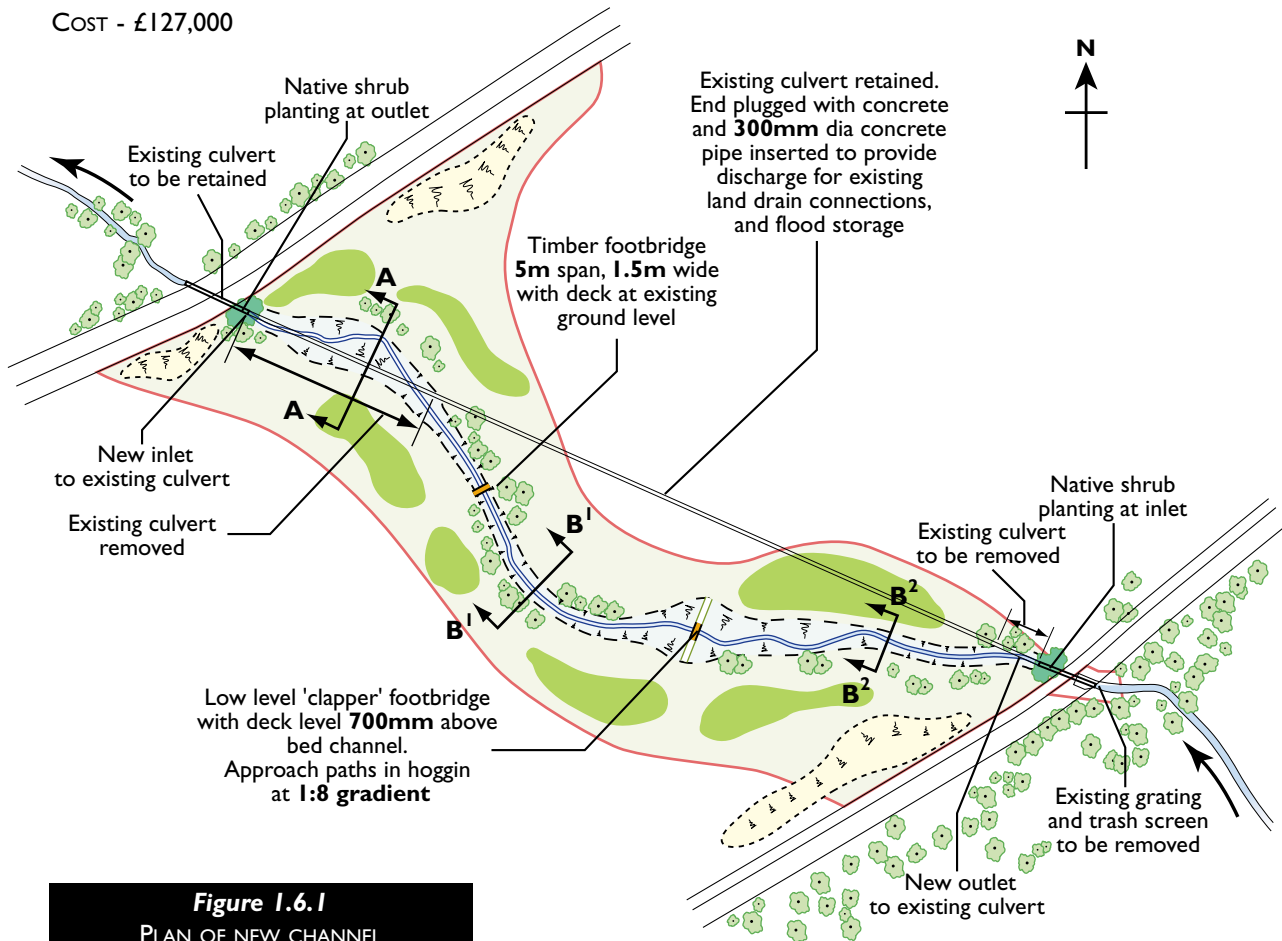 COST - £127,000
N
Native shrub
planting at outlet
Existing culvert
to be retained
Existing culvert retained.
End plugged with concrete
and 300mm dia concrete
pipe inserted to provide
discharge for existing
land drain connections,
and flood storage
Timber footbridge
5m span, 1.5m wide
with deck at existing
ground level
A
A
New inlet
to existing culvert
Existing culvert
removed
B¹
B¹
Native shrub
planting at inlet
Existing culvert
to be removed
B²
B²
Low level 'clapper' footbridge
with deck level 700mm above
bed channel.
Approach paths in hoggin
at 1:8 gradient
Existing grating
and trash screen
to be removed
New outlet
to existing culvert
Figure 1.6.1
PLAN OF NEW CHANNEL